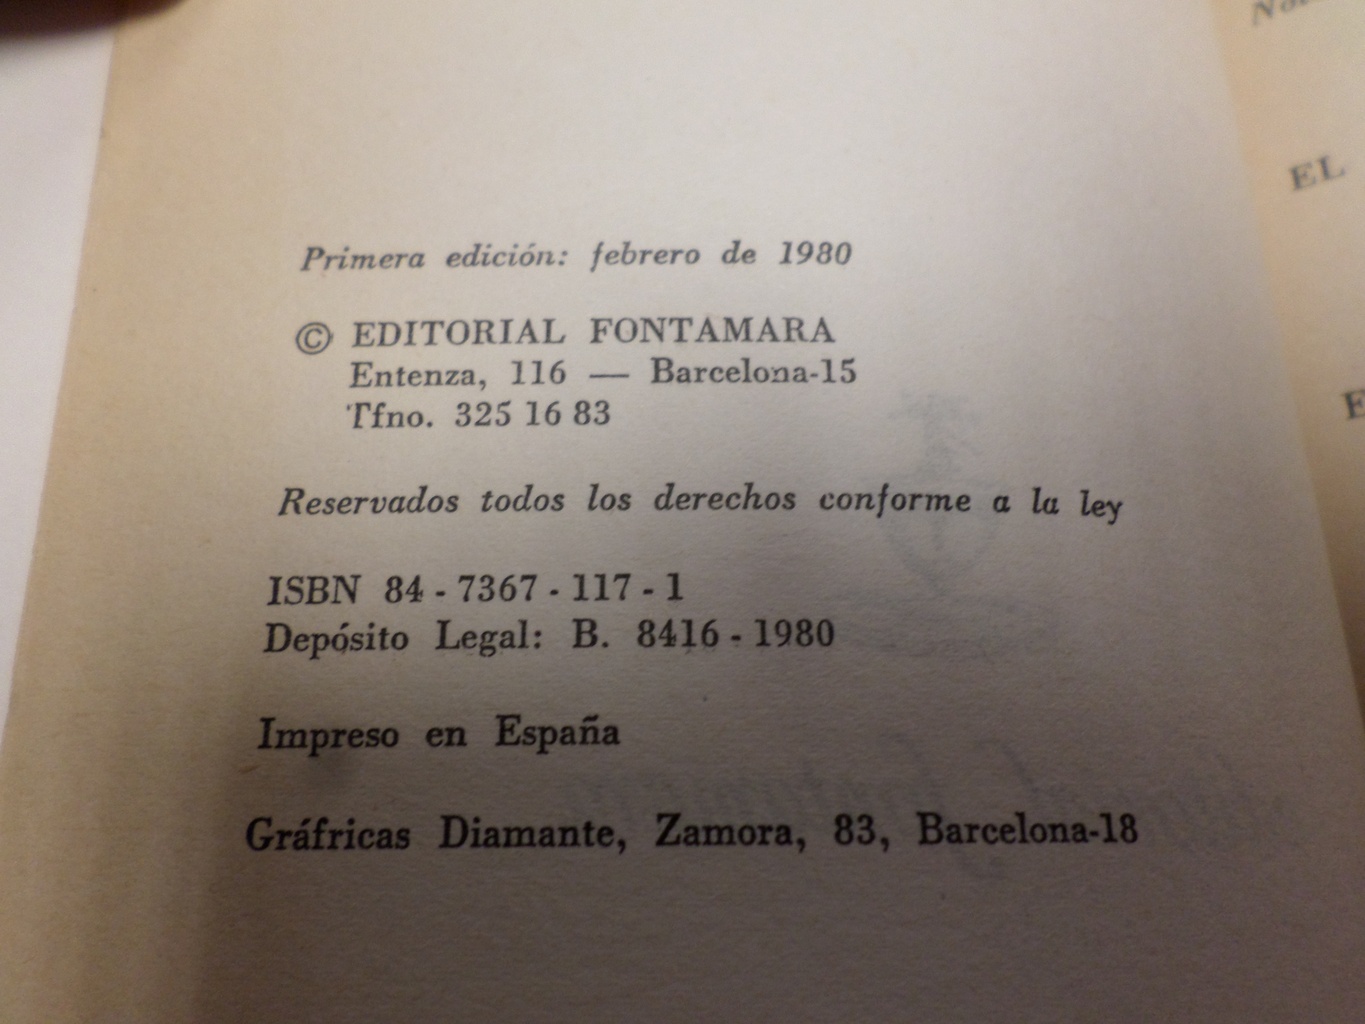 Primera edición: febrero de 1980
© EDITORIAL FONTAMARA
Entenza, 116 — Barcelona-15
Tfno. 325 16 83
Reservados todos los derechos conforme a la ley
ISBN 84 - 7367 - 117 - 1
Depósito Legal: B. 8416 - 1980
Impreso en España
Gráfricas Diamante, Zamora, 83, Barcelona-18
EL